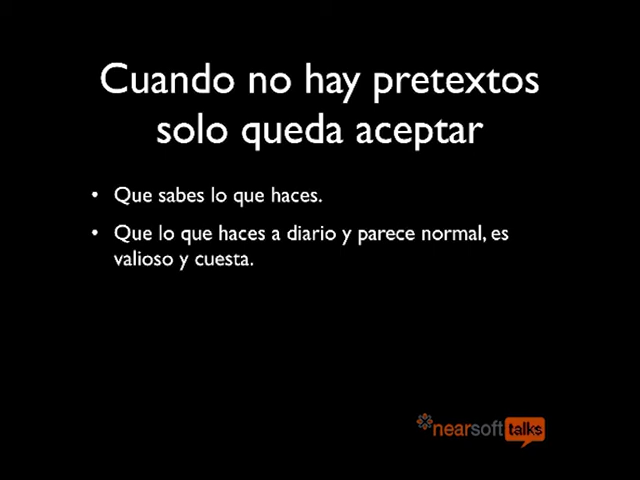 Cuando no hay pretextos
solo queda aceptar
• Que sabes lo que haces.
• Que lo que haces a diario y parece normal, es
valioso y cuesta.
nearsoft talks